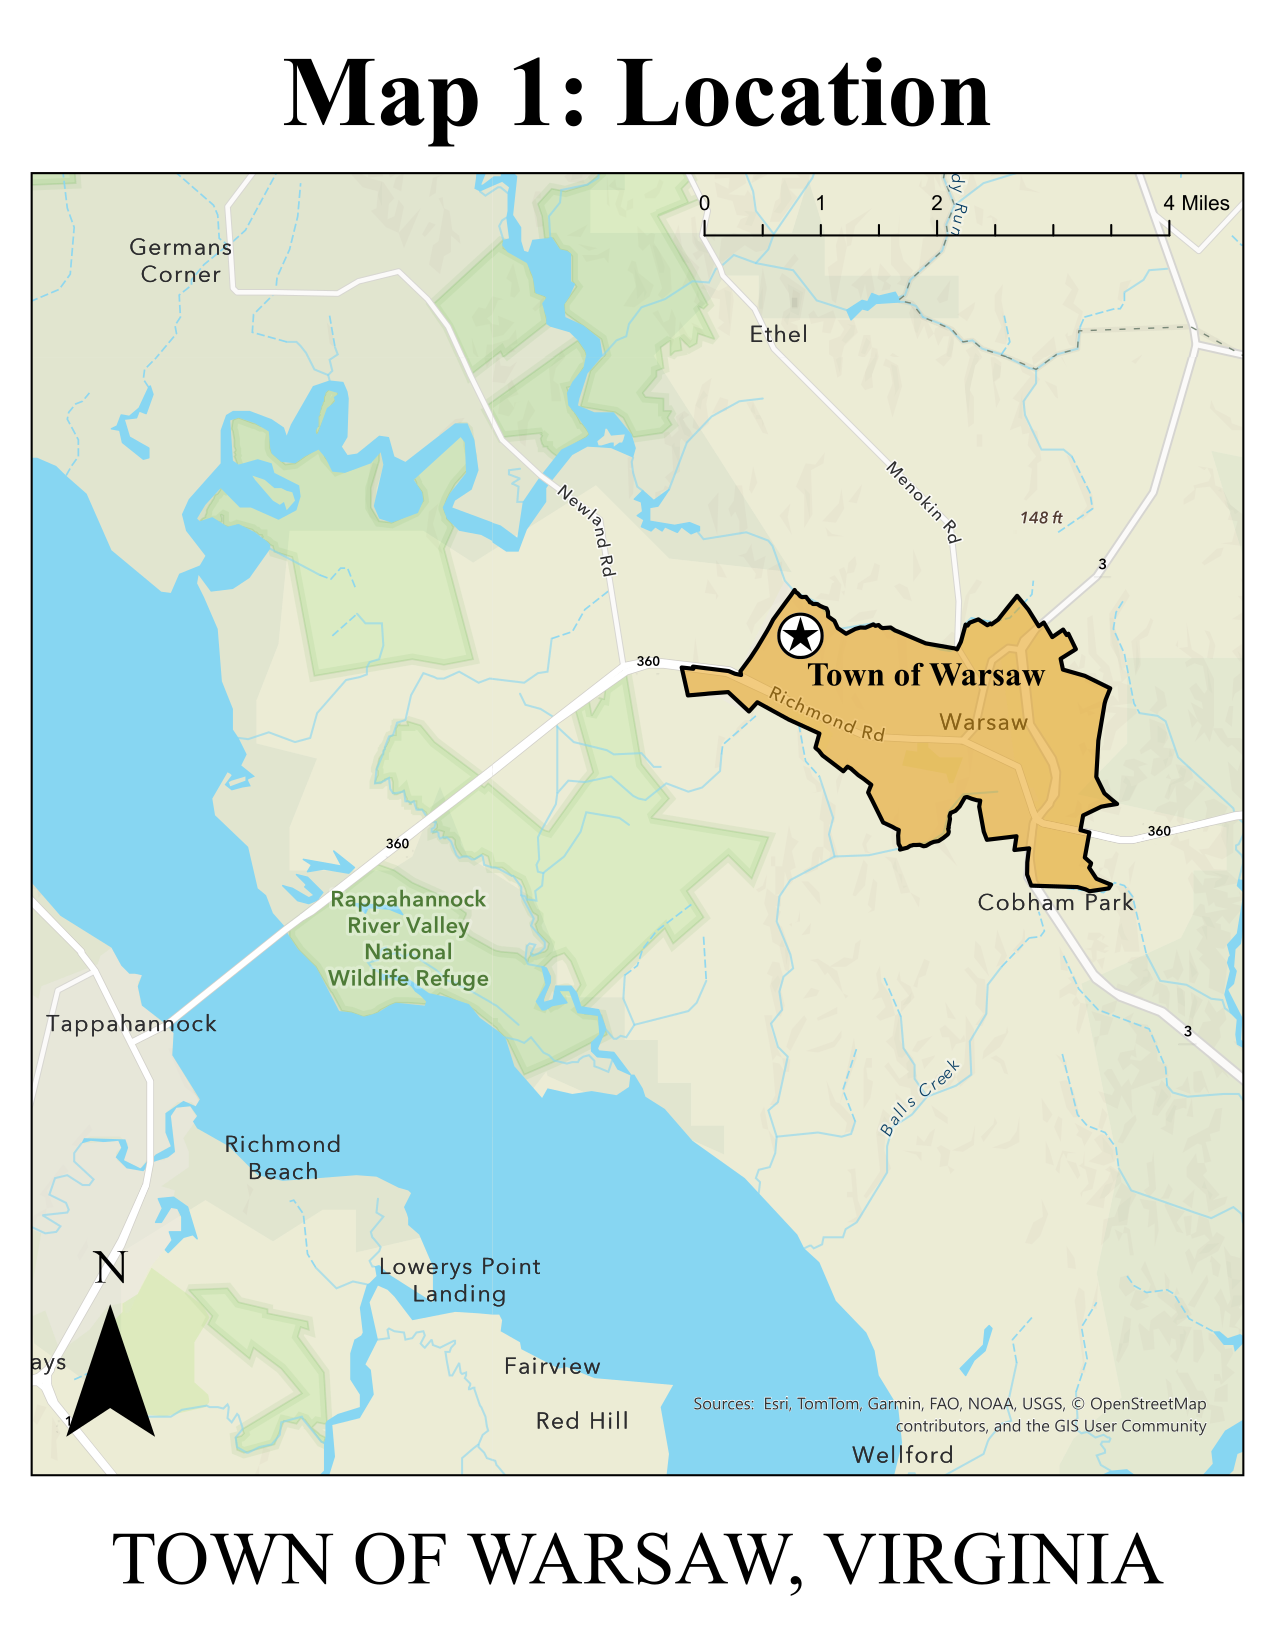 Map 1: Location
0 1 2 4 Miles
dy Run
Germans
Corner
Ethel
Menokin Rd
Newland Rd
148 ft
3
360
Town of Warsaw
Richmond Rd
Warsaw
360
360
Rappahannock
River Valley
National
Wildlife Refuge
Cobham Park
Tappahannock
3
Balls Creek
Richmond
Beach
N
Lowerys Point
Landing
ays
Fairview
Red Hill
1
Sources: Esri, TomTom, Garmin, FAO, NOAA, USGS, © OpenStreetMap
contributors, and the GIS User Community
Wellford
TOWN OF WARSAW, VIRGINIA